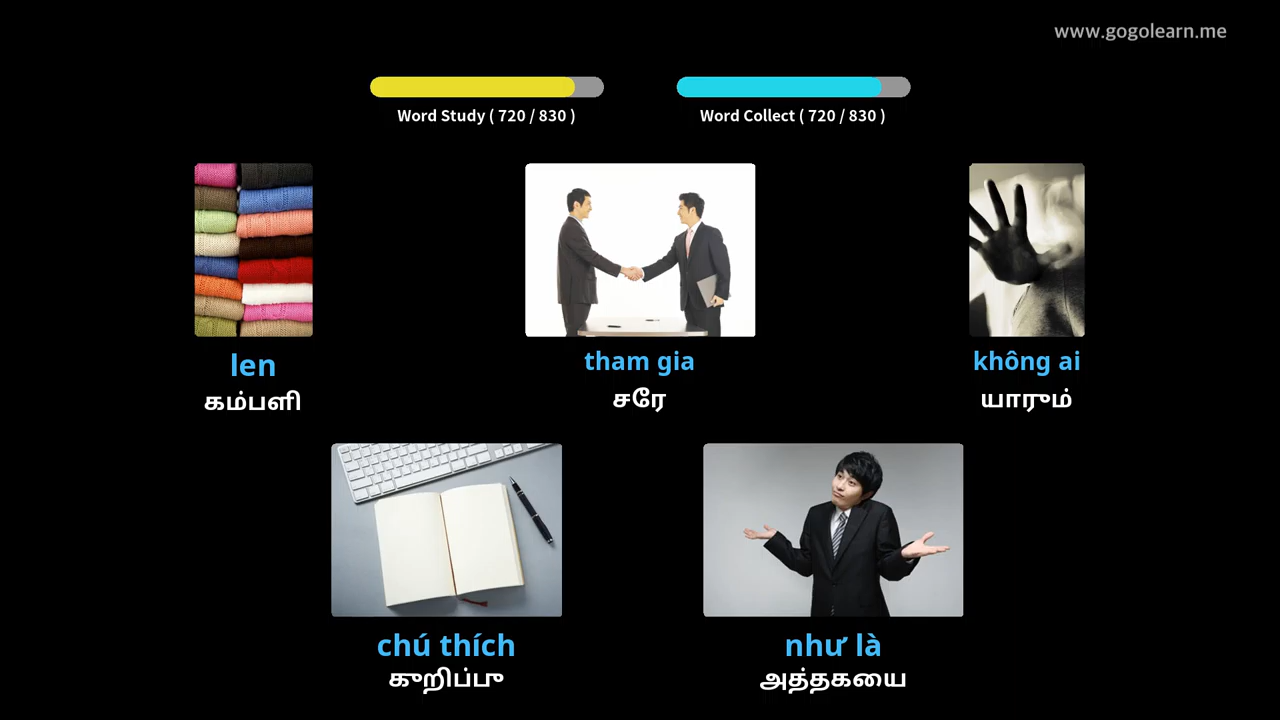 www.gogolearn.me
Word Study ( 720 / 830 )
Word Collect ( 720 / 830 )
len
கம்பளி
tham gia
சரே
không ai
யாரும்
chú thích
குறிப்பு
như là
அத்தகயை